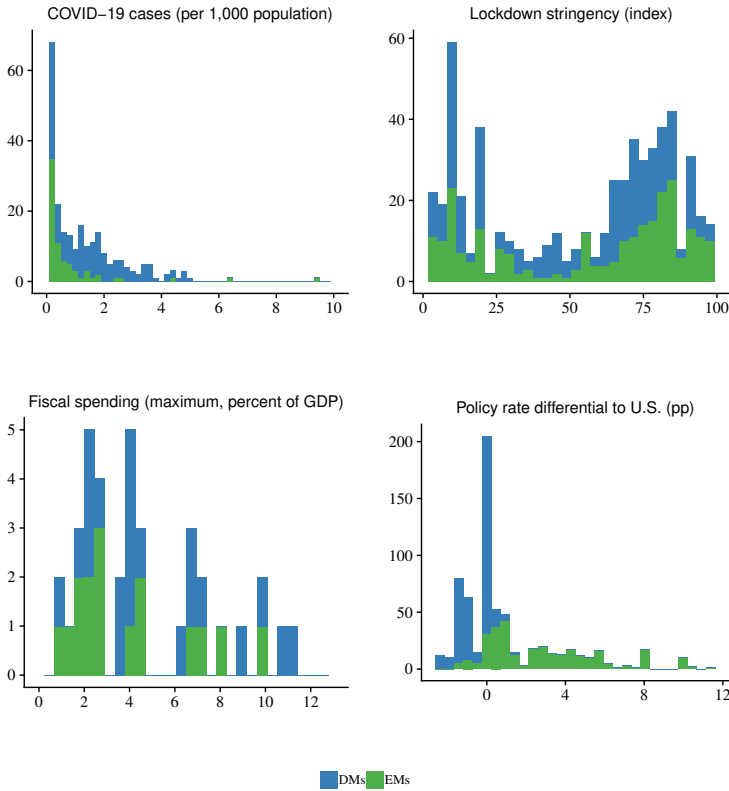 COVID−19 cases (per 1,000 population)
60
40
20
0
0 2 4 6 8 10
Lockdown stringency (index)
60
40
20
0
0 25 50 75 100
Fiscal spending (maximum, percent of GDP)
5
4
3
2
1
0
0 2 4 6 8 10 12
Policy rate differential to U.S. (pp)
200
150
100
50
0
0 4 8 12
DMs EMs